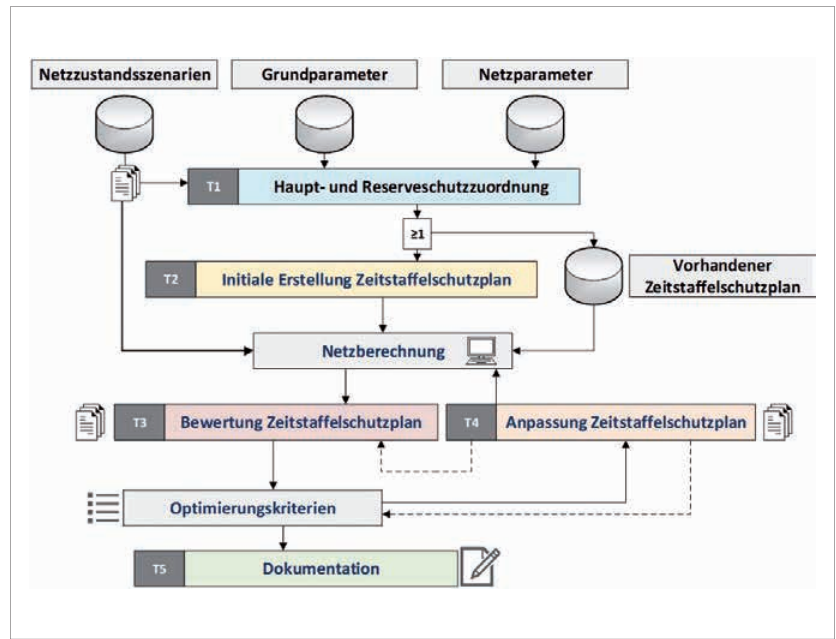 Netzzustandsszenarien
Grundparameter
Netzparameter
T1
Haupt- und Reserveschutzzuordnung
≥1
T2
Initiale Erstellung Zeitstaffelschutzplan
Vorhandener
Zeitstaffelschutzplan
Netzberechnung
T3
Bewertung Zeitstaffelschutzplan
T4
Anpassung Zeitstaffelschutzplan
Optimierungskriterien
T5
Dokumentation